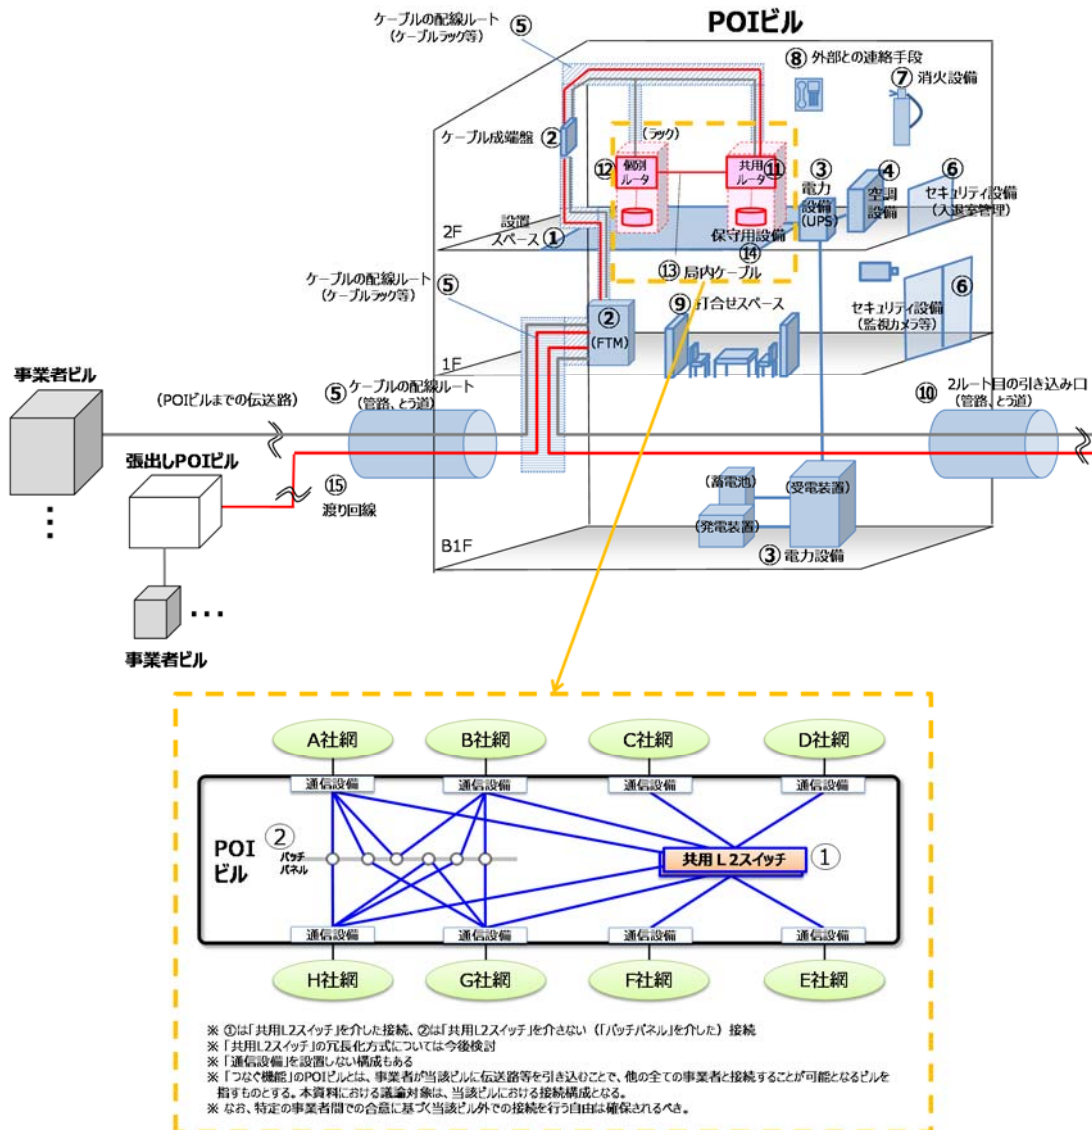 POIビル
ケーブルの配線ルート
(ケーブルラック等)
⑤
⑧ 外部との連絡手段
⑦ 消火設備
ケーブル成端盤
②
(ラック)
⑫
個別
ルータ
共用
ルータ
⑪
③
電力
設備
(UPS)
④
空調
設備
⑥
セキュリティ設備
(入退室管理)
2F
設置
スペース ①
保守用設備
⑭
⑬ 局内ケーブル
ケーブルの配線ルート
(ケーブルラック等)
⑤
②
(FTM)
⑨ 打合せスペース
セキュリティ設備
(監視カメラ等)
⑥
1F
事業者ビル
(POIビルまでの伝送路)
⑤ ケーブルの配線ルート
(管路、とう道)
⑩ 2ルート目の引き込み口
(管路、とう道)
張出しPOIビル
⑮
渡り回線
(蓄電池)
(受電装置)
(発電装置)
B1F
③ 電力設備
事業者ビル
A社網
B社網
C社網
D社網
通信設備
通信設備
通信設備
通信設備
POI
ビル
②
パッチ
パネル
共用L2スイッチ
①
通信設備
通信設備
通信設備
通信設備
H社網
G社網
F社網
E社網
※ ①は「共用L2スイッチ」を介した接続、②は「共用L2スイッチ」を介さない(「パッチパネル」を介した)接続
※ 「共用L2スイッチ」の冗長化方式については今後検討
※ 「通信設備」を設置しない構成もある
※ 「つなぐ機能」のPOIビルとは、事業者が当該ビルに伝送路等を引き込むことで、他の全ての事業者と接続することが可能となるビルを
指すものとする。本資料における議論対象は、当該ビルにおける接続構成となる。
※ なお、特定の事業者間での合意に基づく当該ビル外での接続を行う自由は確保されるべき。